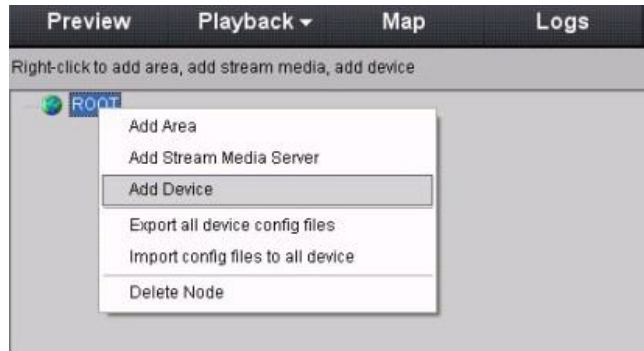 Preview Playback Map Logs
Right-click to add area, add stream media, add device
ROOT
Add Area
Add Stream Media Server
Add Device
Export all device config files
Import config files to all device
Delete Node